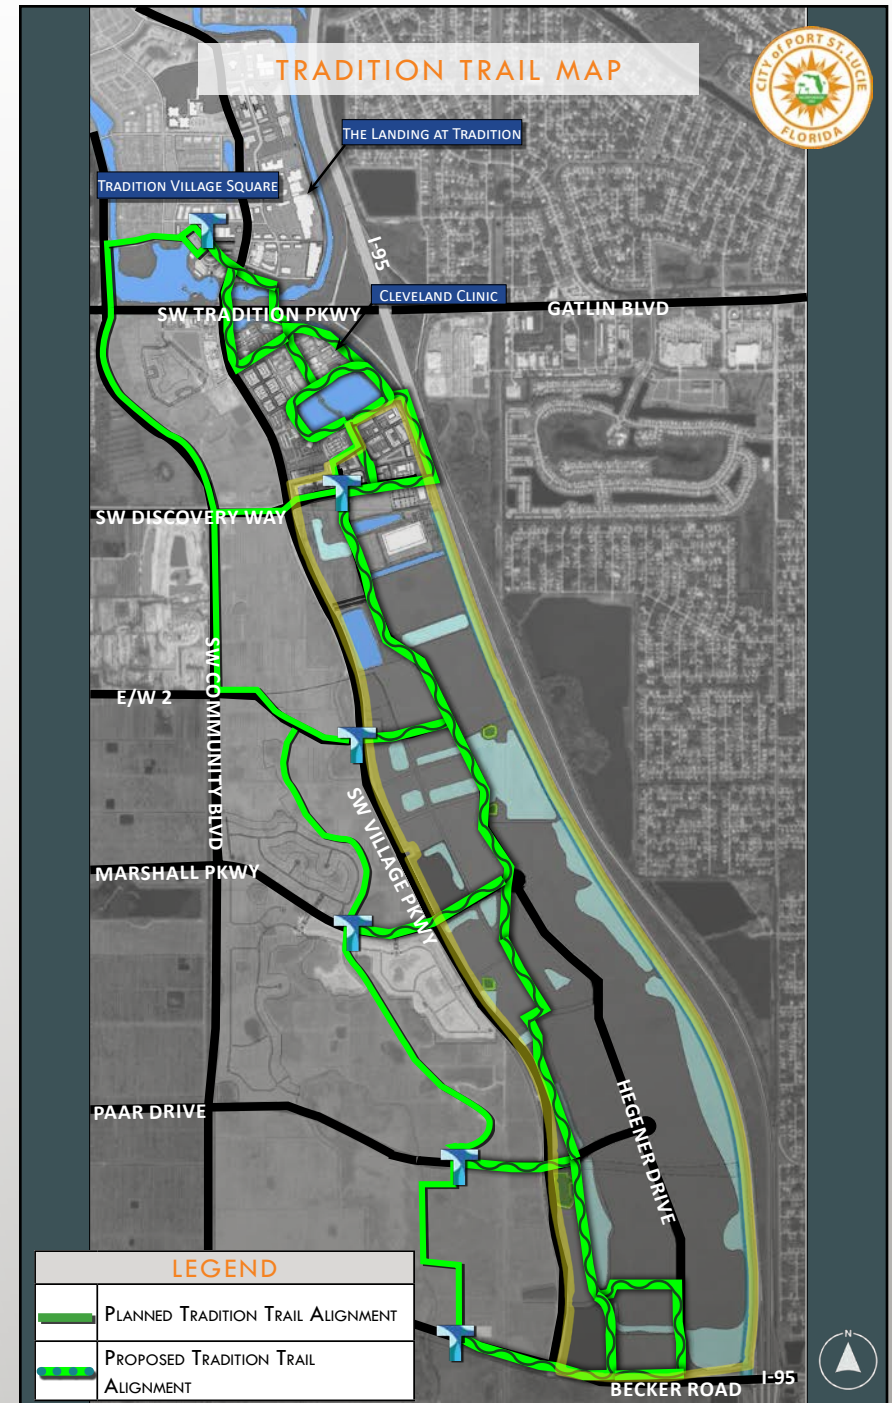 TRADITION TRAIL MAP
CITY of PORT ST. LUCIE
FLORIDA
THE LANDING AT TRADITION
TRADITION VILLAGE SQUARE
I-95
CLEVELAND CLINIC
SW TRADITION PKWY
GATLIN BLVD
SW DISCOVERY WAY
SW COMMUNITY BLVD
E/W 2
SW VILLAGE PKWY
MARSHALL PKWY
PAAR DRIVE
HEGENER DRIVE
LEGEND
PLANNED TRADITION TRAIL ALIGNMENT
PROPOSED TRADITION TRAIL
ALIGNMENT
N
I-95
BECKER ROAD